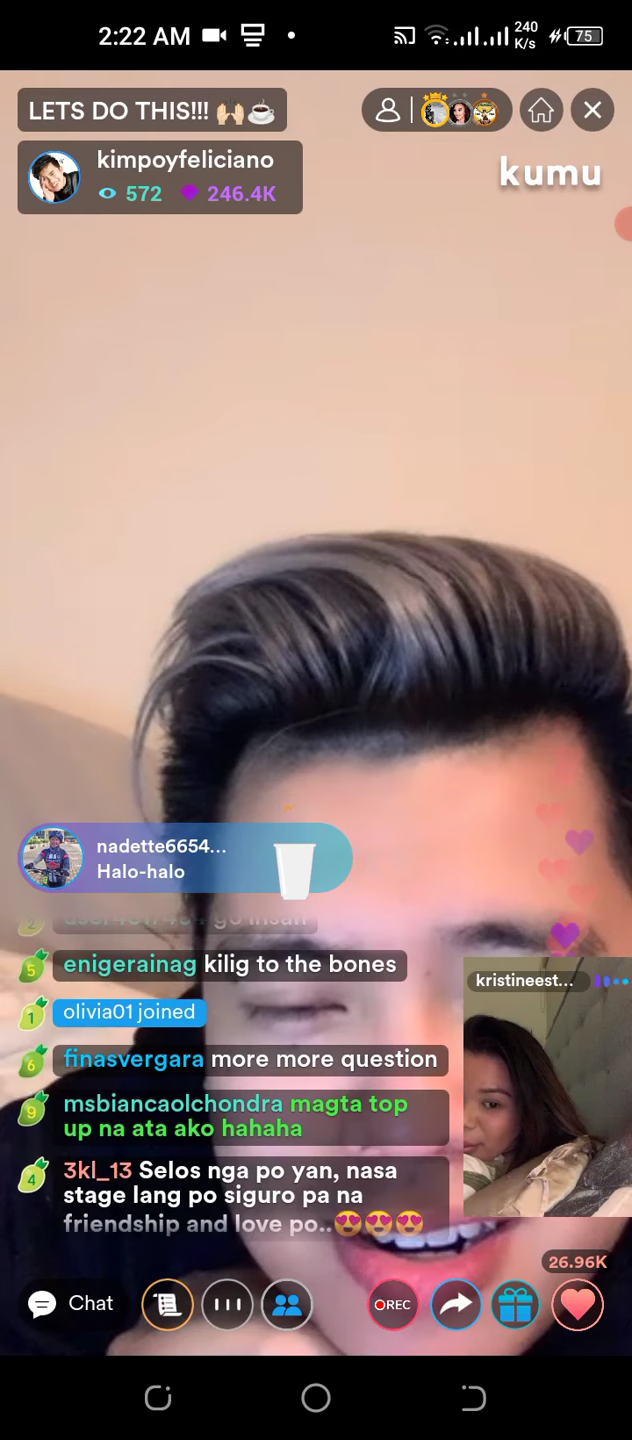 2:22 AM
240
K/s
75
LETS DO THIS!!! 🙌🏻☕
kimpoyfeliciano
572 246.4K
kumu
nadette6654...
Halo-halo
go insan
5 enigerainag kilig to the bones
1 olivia01 joined
kristineest...
6 finasvergara more more question
9 msbiancaolchondra magta top
up na ata ako hahaha
4 3kl_13 Selos nga po yan, nasa
stage lang po siguro pa na
friendship and love po..😍😍😍
26.96K
Chat
REC